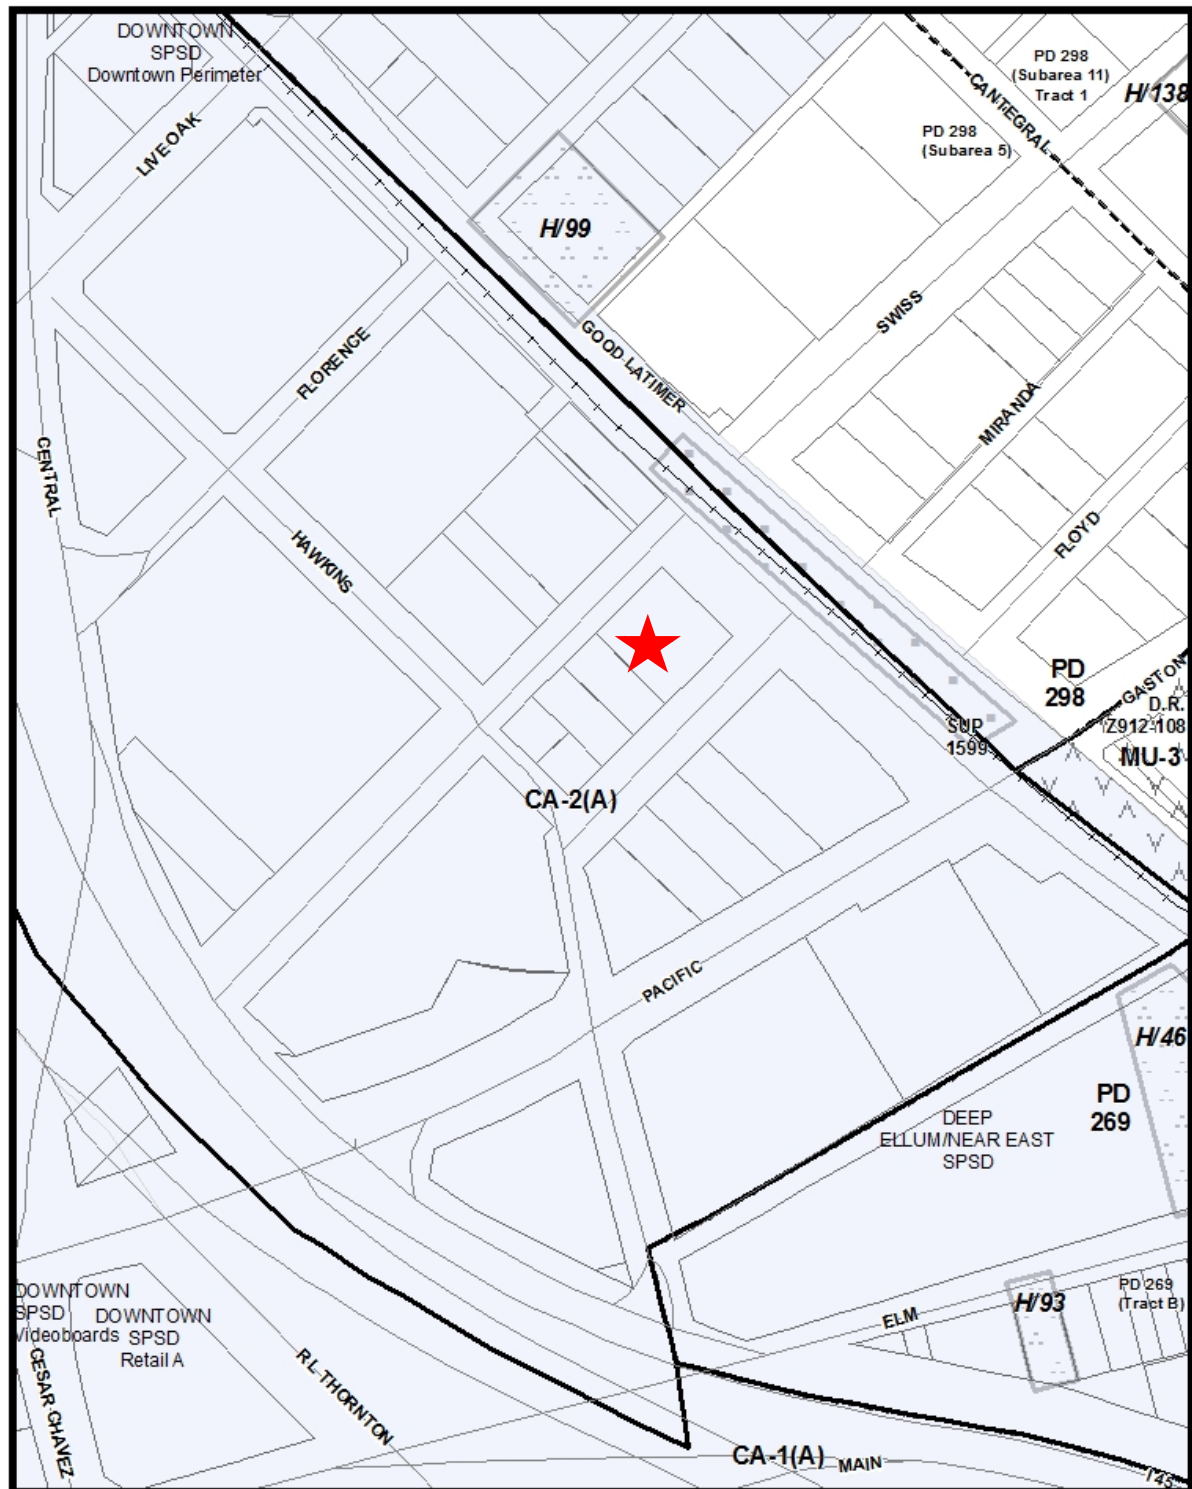 DOWNTOWN
SPSD
Downtown Perimeter
PD 298
(Subarea 11)
Tract 1
H/138
CANTEGRAL
PD 298
(Subarea 5)
LIVE OAK
H/99
SWISS
GOOD LATIMER
FLORENCE
MIRANDA
CENTRAL
HAWKINS
FLOYD
PD
298
GASTON
D.R.
Z912-108
SUP
1599
MU-3
CA-2(A)
PACIFIC
H/46
PD
269
DEEP
ELLUM/NEAR EAST
SPSD
DOWNTOWN
SPSD
Videoboards
DOWNTOWN
SPSD
Retail A
PD 269
(Tract B)
H/93
ELM
CESAR CHAVEZ
R L THORNTON
CA-1(A)
MAIN
I45